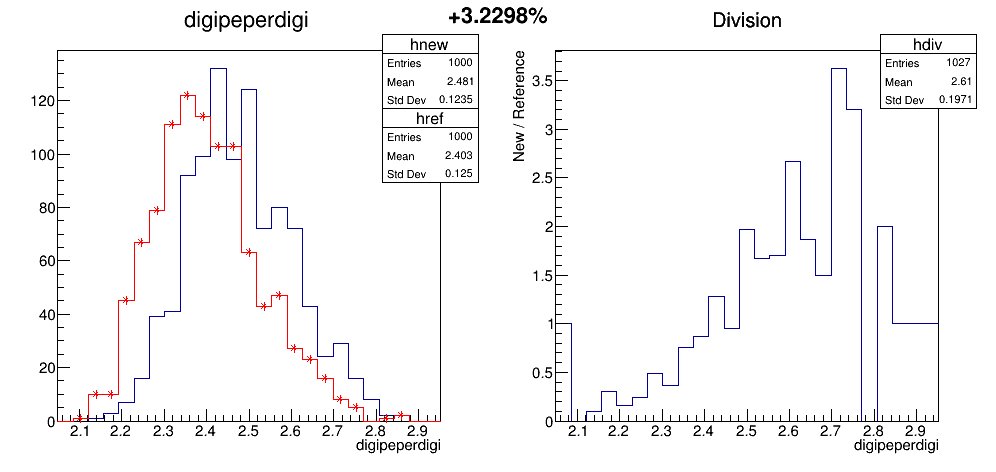 digipeperdigi
+3.2298%
Division
hnew
Entries 1000
Mean 2.481
Std Dev 0.1235
href
Entries 1000
Mean 2.403
Std Dev 0.125
120
100
80
60
40
20
0
2.1 2.2 2.3 2.4 2.5 2.6 2.7 2.8 2.9
digipeperdigi
hdiv
Entries 1027
Mean 2.61
Std Dev 0.1971
New / Reference
3.5
3
2.5
2
1.5
1
0.5
0
2.1 2.2 2.3 2.4 2.5 2.6 2.7 2.8 2.9
digipeperdigi